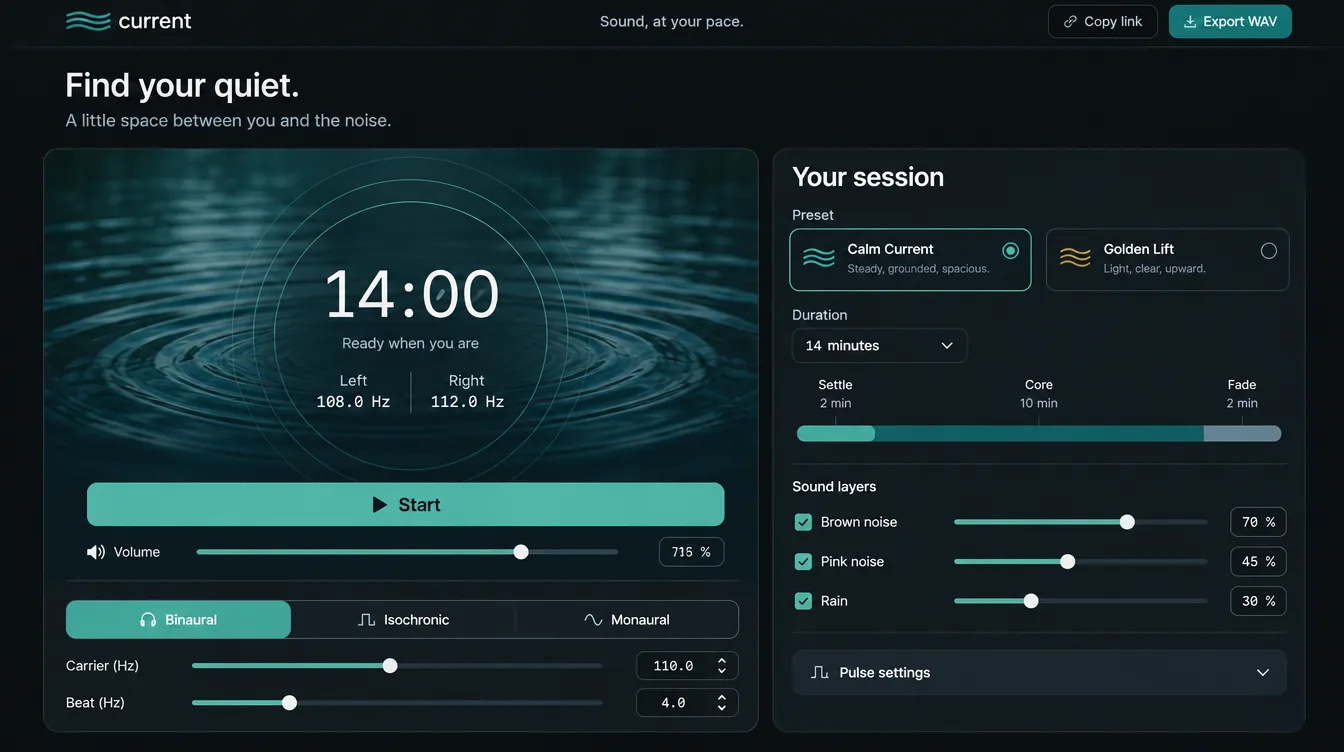 current
Sound, at your pace.
Copy link
Export WAV
Find your quiet.
A little space between you and the noise.
14:00
Ready when you are
Left
108.0 Hz
Right
112.0 Hz
Start
Volume
%
Binaural
Isochronic
Monaural
Carrier (Hz)
110.0
Beat (Hz)
4.0
Your session
Preset
Calm Current
Steady, grounded, spacious.
Golden Lift
Light, clear, upward.
Duration
14 minutes
Settle
2 min
Core
10 min
Fade
2 min
Sound layers
Brown noise
70 %
Pink noise
45 %
Rain
30 %
Pulse settings